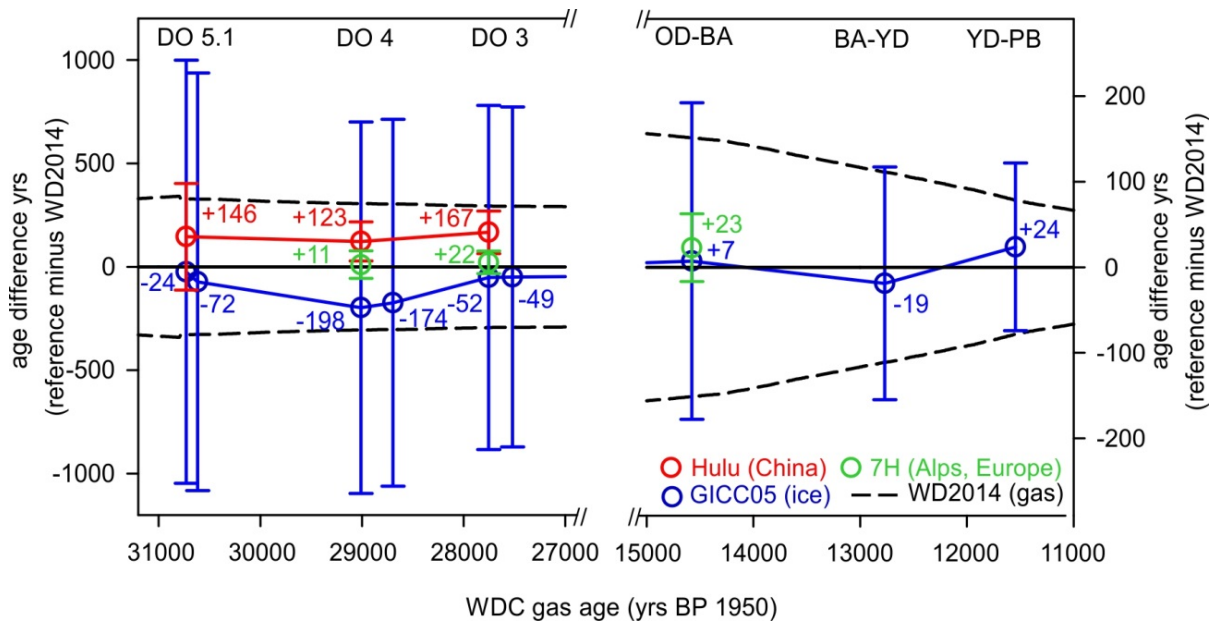 DO 5.1 DO 4 DO 3 // // OD-BA BA-YD YD-PB
age difference yrs
(reference minus WD2014)
1000
500
0
-500
-1000
+146 +123 +167
+11 +22
-24 -72 -198 -174 -52 -49
+23
+7 -19 +24
200
100
0
-100
-200
age difference yrs
(reference minus WD2014)
Hulu (China) 7H (Alps, Europe)
GICC05 (ice) WD2014 (gas)
31000 30000 29000 28000 27000 // // 15000 14000 13000 12000 11000
WDC gas age (yrs BP 1950)